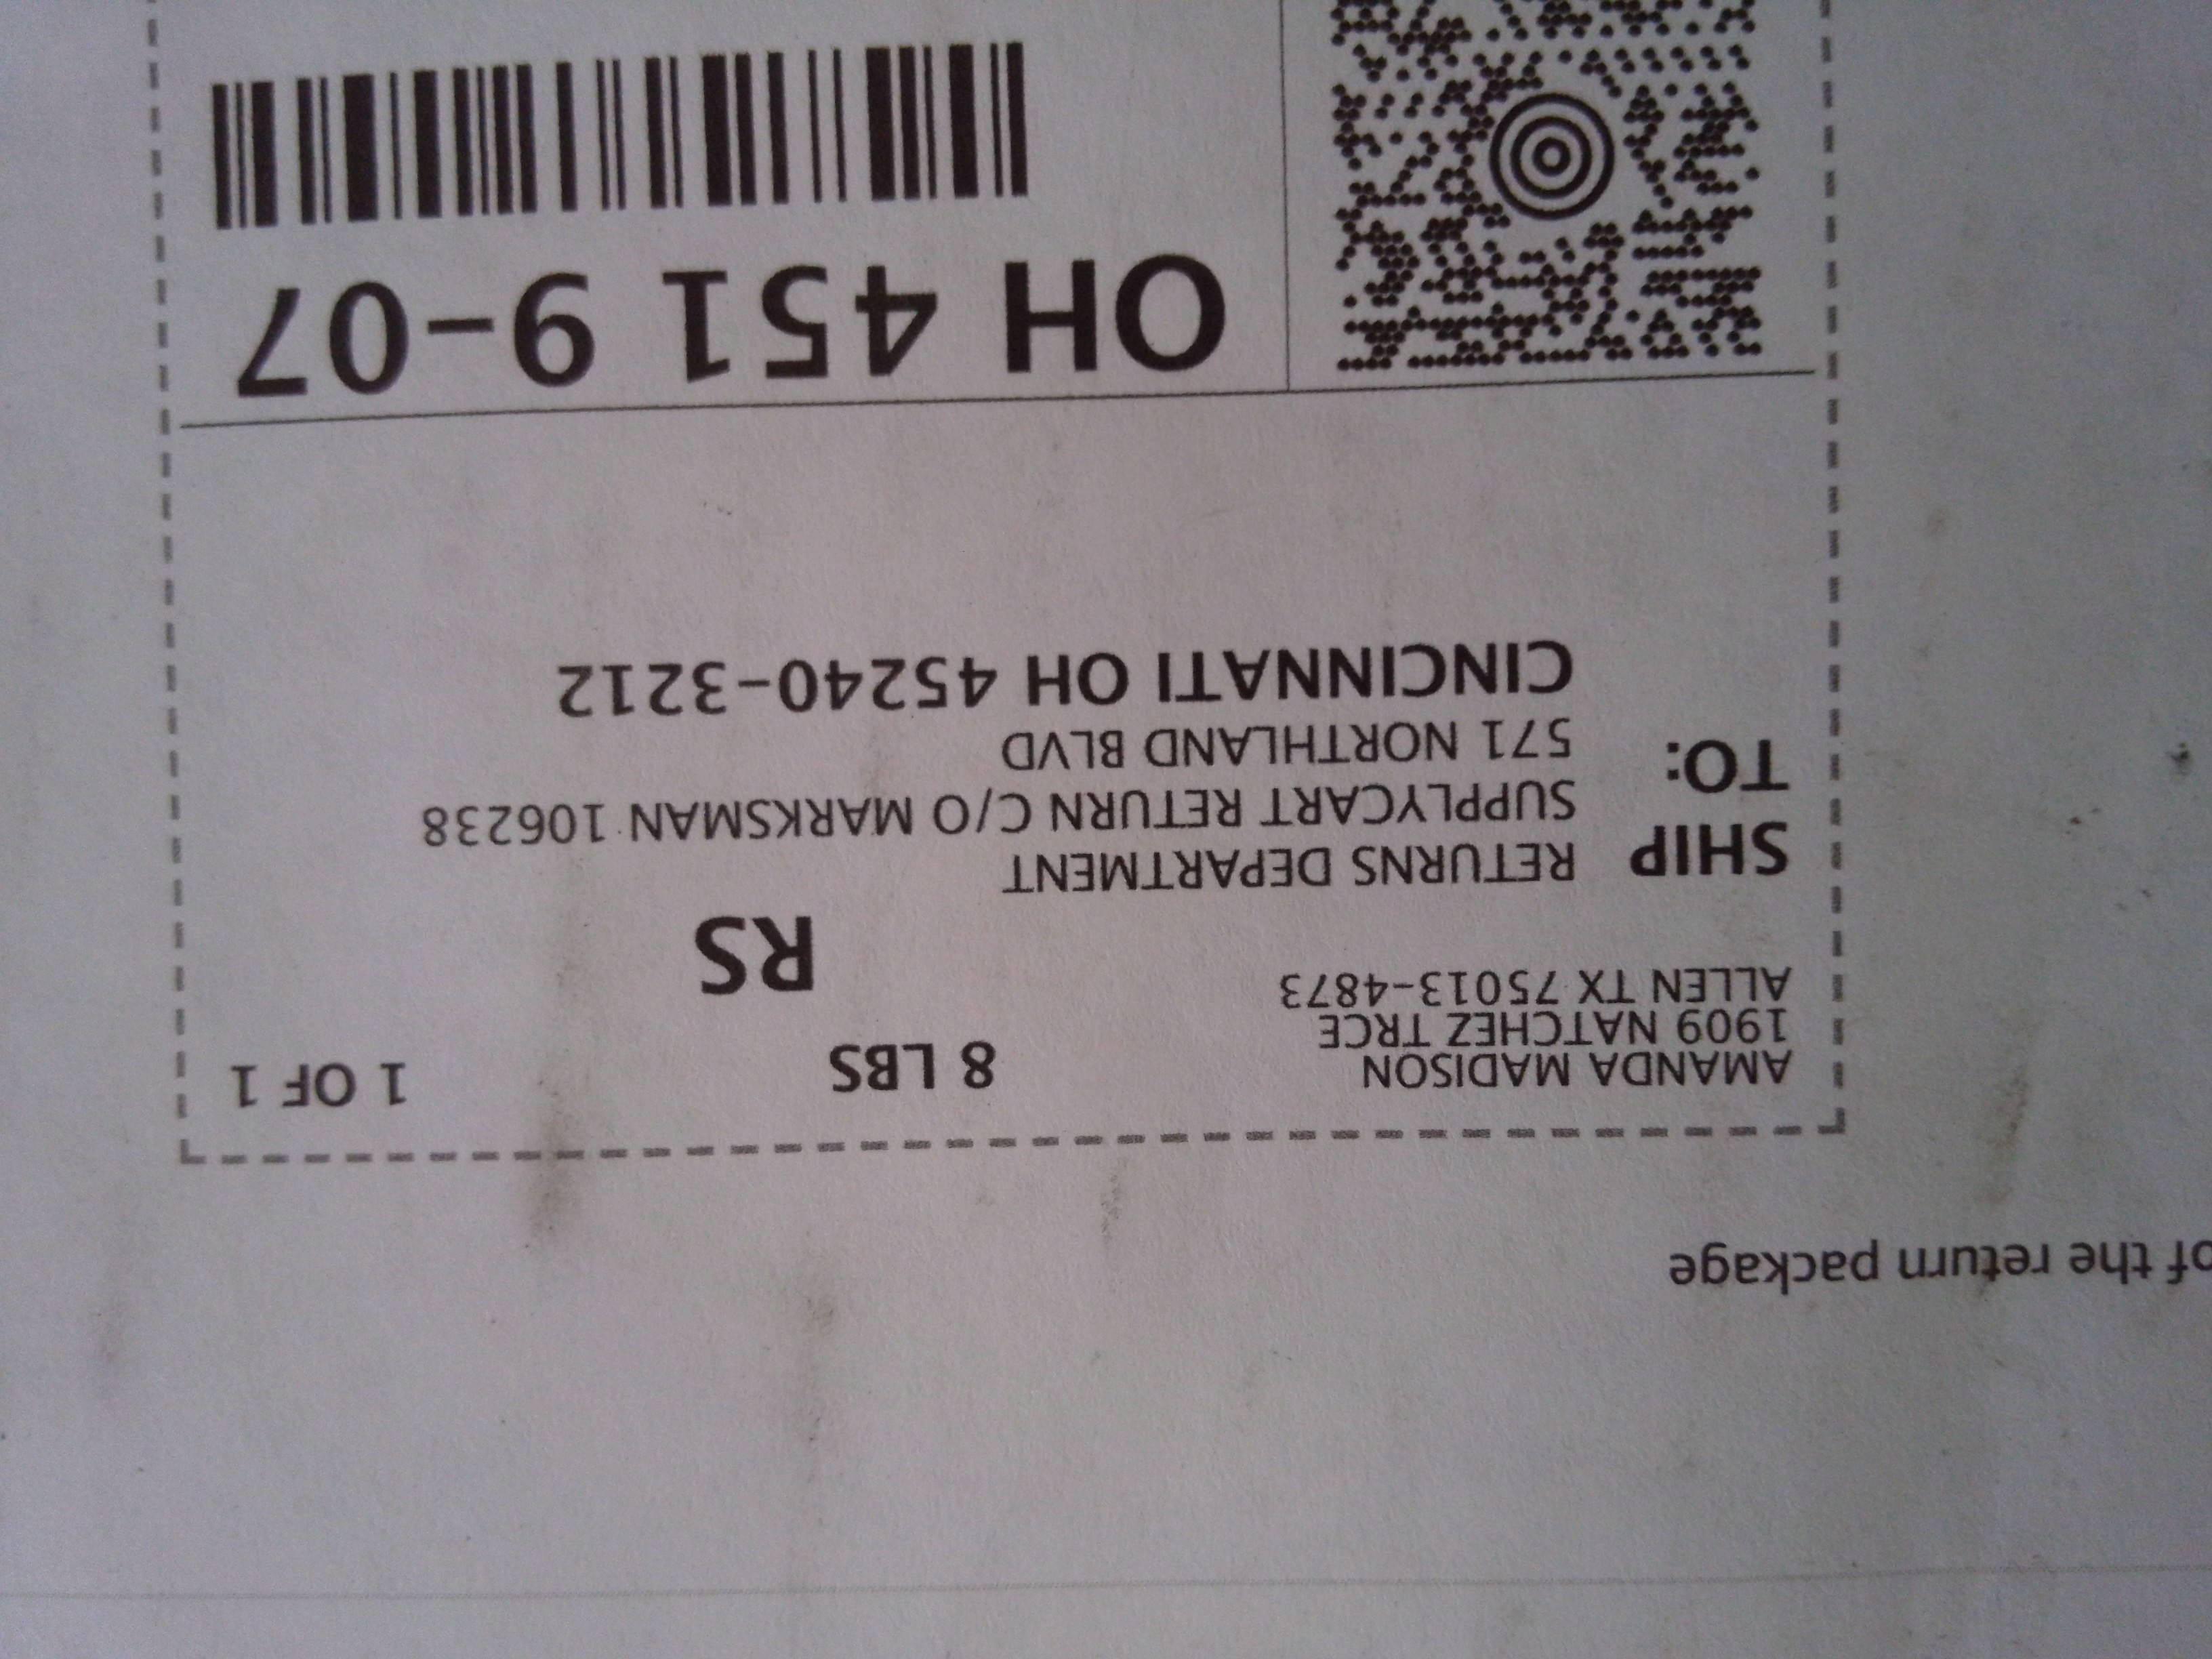 of the return package
AMANDA MADISON
1909 NATCHEZ TRCE
ALLEN TX 75013-4873
8 LBS
1 OF 1
RS
SHIP
TO:
RETURNS DEPARTMENT
SUPPLYCART RETURN C/O MARKSMAN 106238
571 NORTHLAND BLVD
CINCINNATI OH 45240-3212
OH 451 9-07